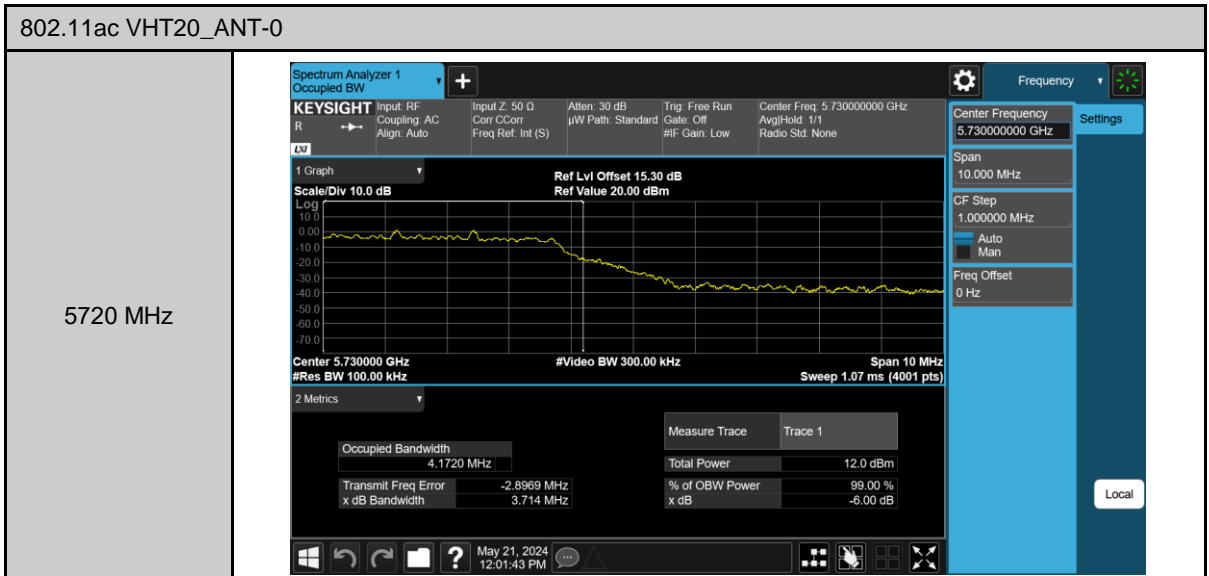 802.11ac VHT20_ANT-0
5720 MHz
Spectrum Analyzer 1
Occupied BW
Frequency
KEYSIGHT
R
LXI
Input: RF
Coupling: AC
Align: Auto
Input Z: 50 Ω
Corr CCorr
Freq Ref: Int (S)
Atten: 30 dB
µW Path: Standard
Trig: Free Run
Gate: Off
#IF Gain: Low
Center Freq: 5.730000000 GHz
Avg|Hold: 1/1
Radio Std: None
Center Frequency
5.730000000 GHz
Settings
Span
10.000 MHz
CF Step
1.000000 MHz
Auto
Man
Freq Offset
0 Hz
1 Graph
Scale/Div 10.0 dB
Ref Lvl Offset 15.30 dB
Ref Value 20.00 dBm
Log
10.0
0.00
-10.0
-20.0
-30.0
-40.0
-50.0
-60.0
-70.0
Center 5.730000 GHz
#Video BW 300.00 kHz
Span 10 MHz
#Res BW 100.00 kHz
Sweep 1.07 ms (4001 pts)
2 Metrics
Measure Trace
Trace 1
Occupied Bandwidth
4.1720 MHz
Total Power
12.0 dBm
Transmit Freq Error
-2.8969 MHz
% of OBW Power
99.00 %
x dB Bandwidth
3.714 MHz
x dB
-6.00 dB
Local
?
May 21, 2024
12:01:43 PM